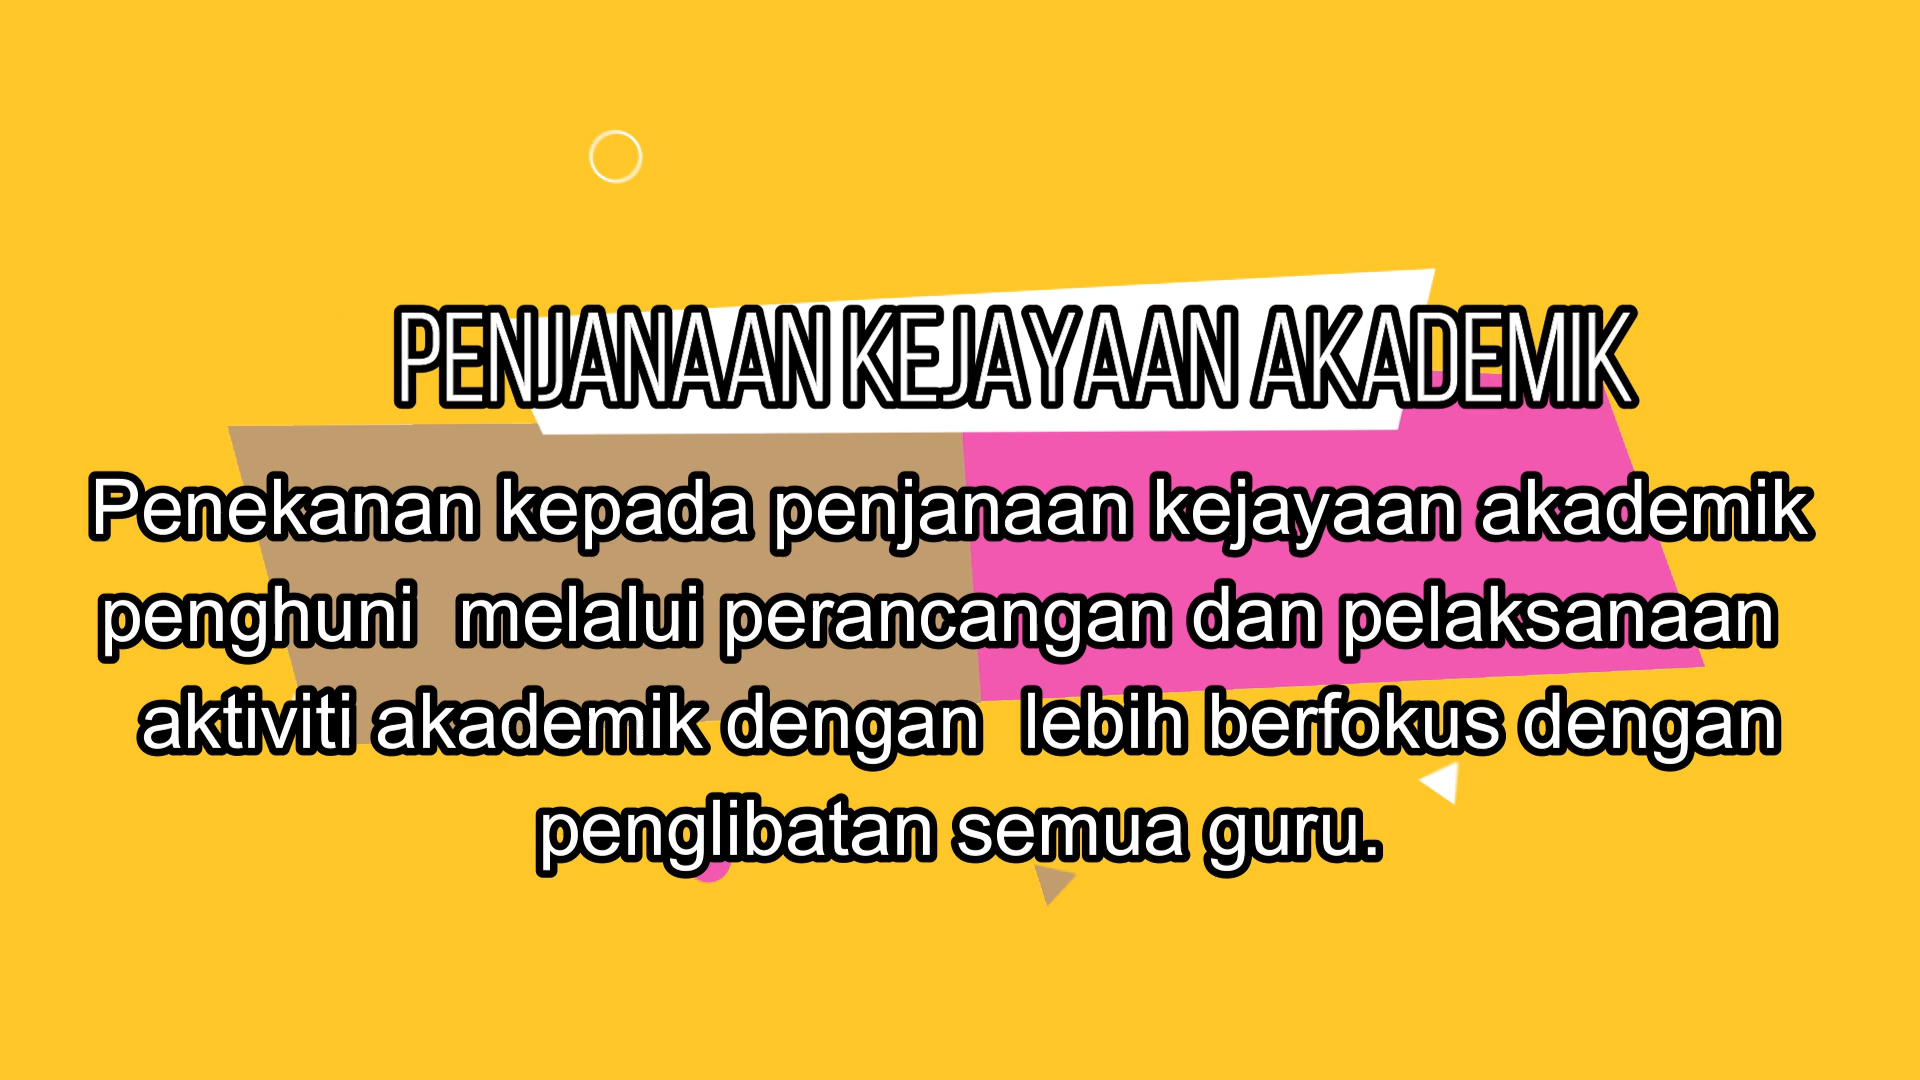 PENJANAAN KEJAYAAN AKADEMIK
Penekanan kepada penjanaan kejayaan akademik
penghuni melalui perancangan dan pelaksanaan
aktiviti akademik dengan lebih berfokus dengan
penglibatan semua guru.